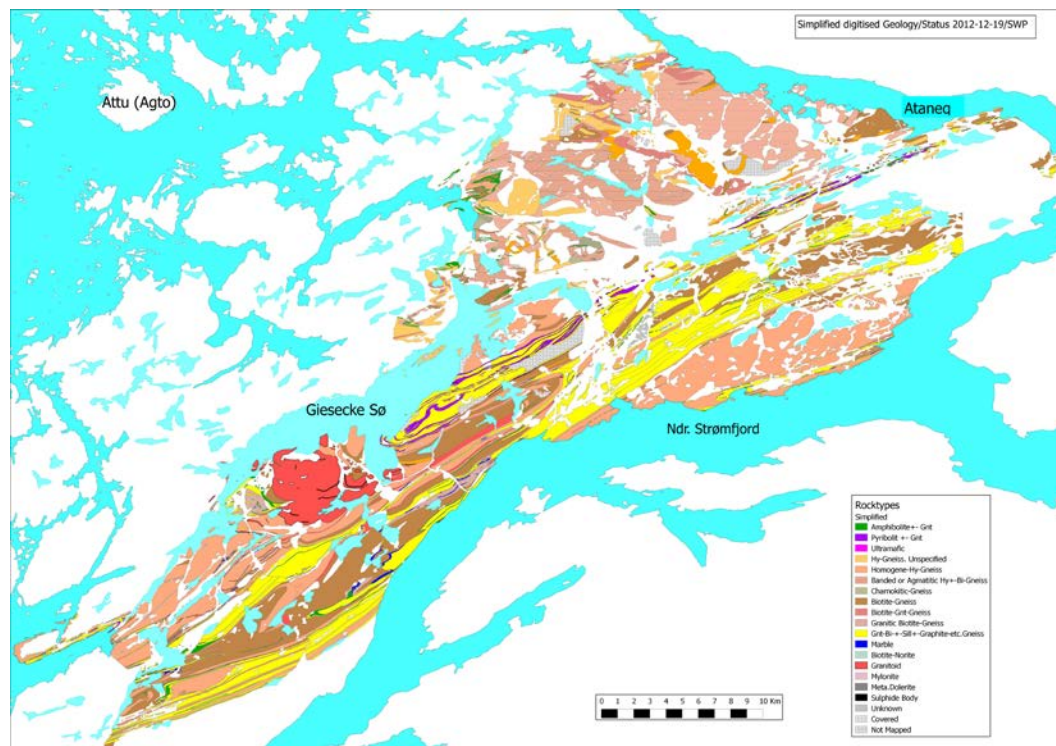 Simplified digitised Geology/Status 2012-12-19/SWP
Attu (Agto)
Ataneq
Giesecke Sø
Ndr. Strømfjord
Rocktypes
Simplified
Amphibolite+- Gnt
Pyribolit +- Gnt
Ultramafic
Hy-Gneiss. Unspecified
Homogene-Hy-Gneiss
Banded or Agmatitic Hy+-Bi-Gneiss
Charnokitic-Gneiss
Biotite-Gneiss
Biotite-Gnt-Gneiss
Granitic Biotite-Gneiss
Gnt-Bi-+-Sill+-Graphite-etc.Gneiss
Marble
Biotite-Norite
Granitoid
Mylonite
Meta.Dolerite
Sulphide Body
Unknown
Covered
Not Mapped
0 1 2 3 4 5 6 7 8 9 10 Km